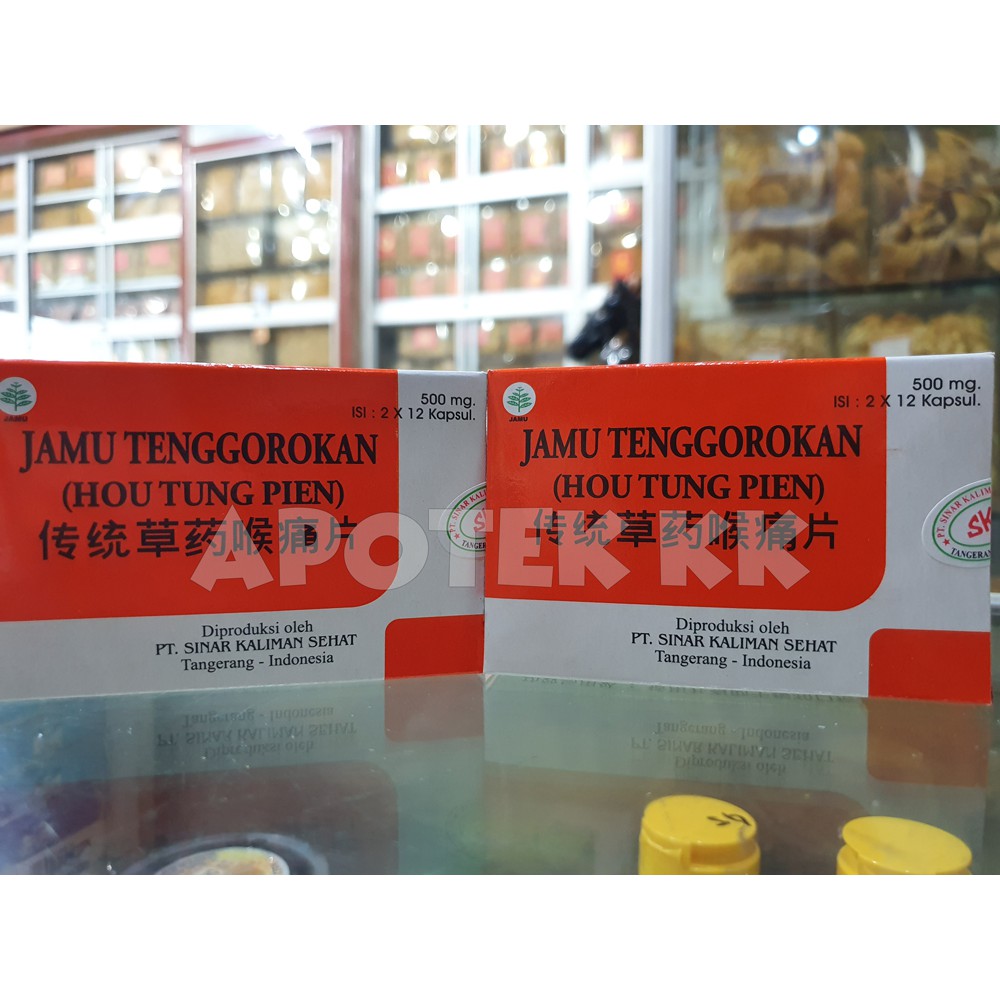 500 mg.
ISI : 2 X 12 Kapsul.
JAMU
JAMU TENGGOROKAN
(HOU TUNG PIEN)
传统草药喉痛片
Diproduksi oleh
PT. SINAR KALIMAN SEHAT
Tangerang - Indonesia
500 mg.
ISI : 2 X 12 Kapsul.
JAMU
JAMU TENGGOROKAN
(HOU TUNG PIEN)
传统草药喉痛片
PT. SINAR
SK
Diproduksi oleh
PT. SINAR KALIMAN SEHAT
Tangerang - Indonesia
APOTEK KK